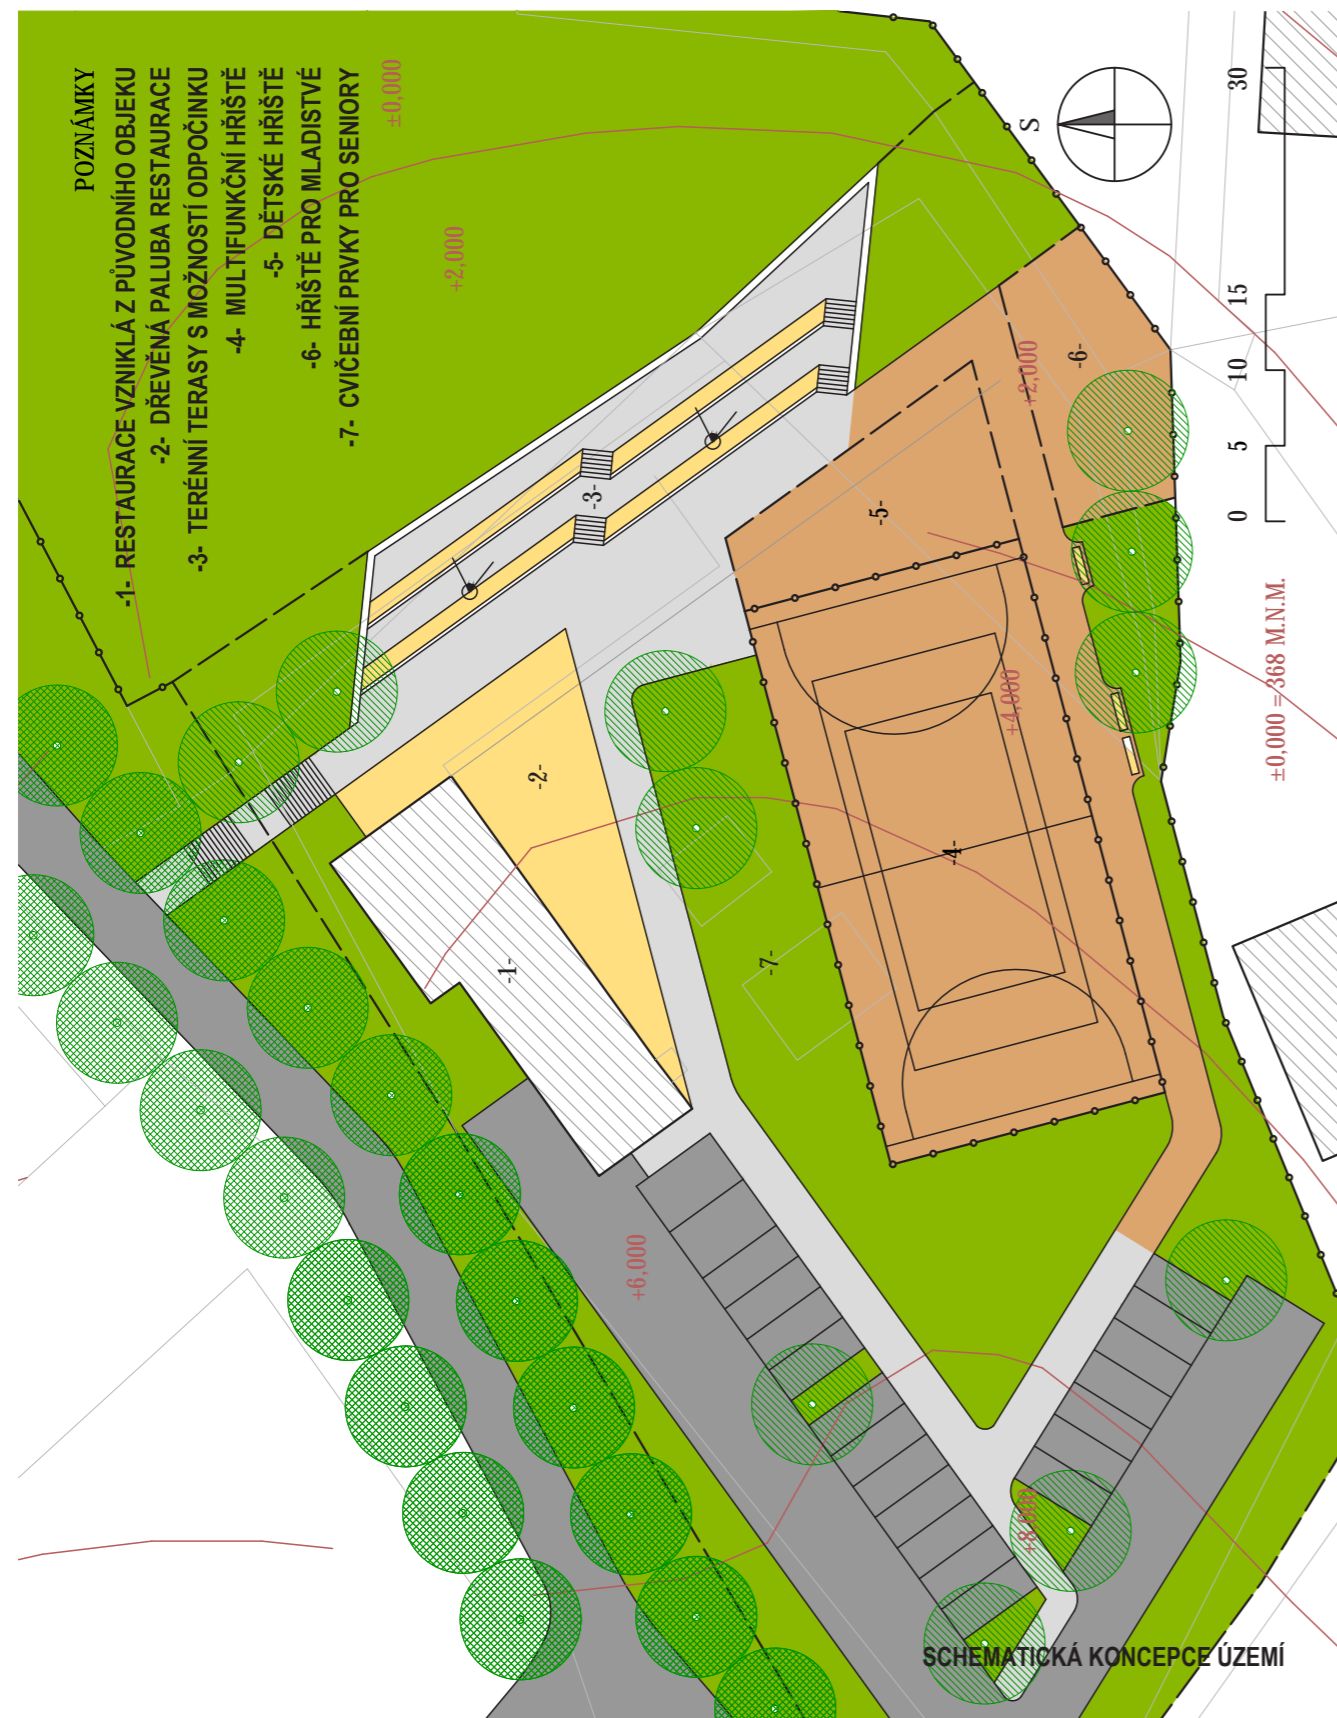 POZNÁMKY
-1- RESTAURACE VZNIKLÁ Z PŮVODNÍHO OBJEKU
-2- DŘEVĚNÁ PALUBA RESTAURACE
-3- TERÉNNÍ TERASY S MOŽNOSTÍ ODPOČINKU
-4- MULTIFUNKČNÍ HŘIŠTĚ
-5- DĚTSKÉ HŘIŠTĚ
-6- HŘIŠTĚ PRO MLADISTVÉ
-7- CVIČEBNÍ PRVKY PRO SENIORY
±0,000
+2,000
S
0 5 10 15 30
-3-
-6-
+2,000
-5-
-2-
+4,000
±0,000 =368 M.N.M.
-4-
-1-
-7-
+6,000
+8,000
SCHEMATICKÁ KONCEPCE ÚZEMÍ